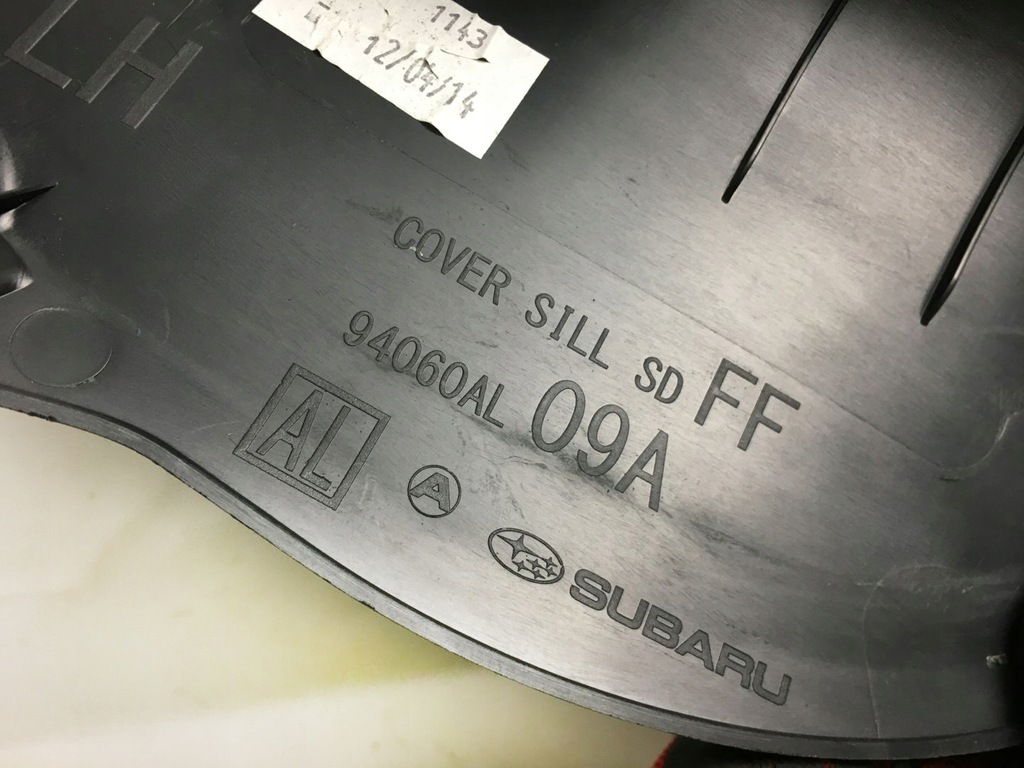 LH
1143
12/04/14
COVER SILL SD FF
94060AL 09A
AL A
SUBARU